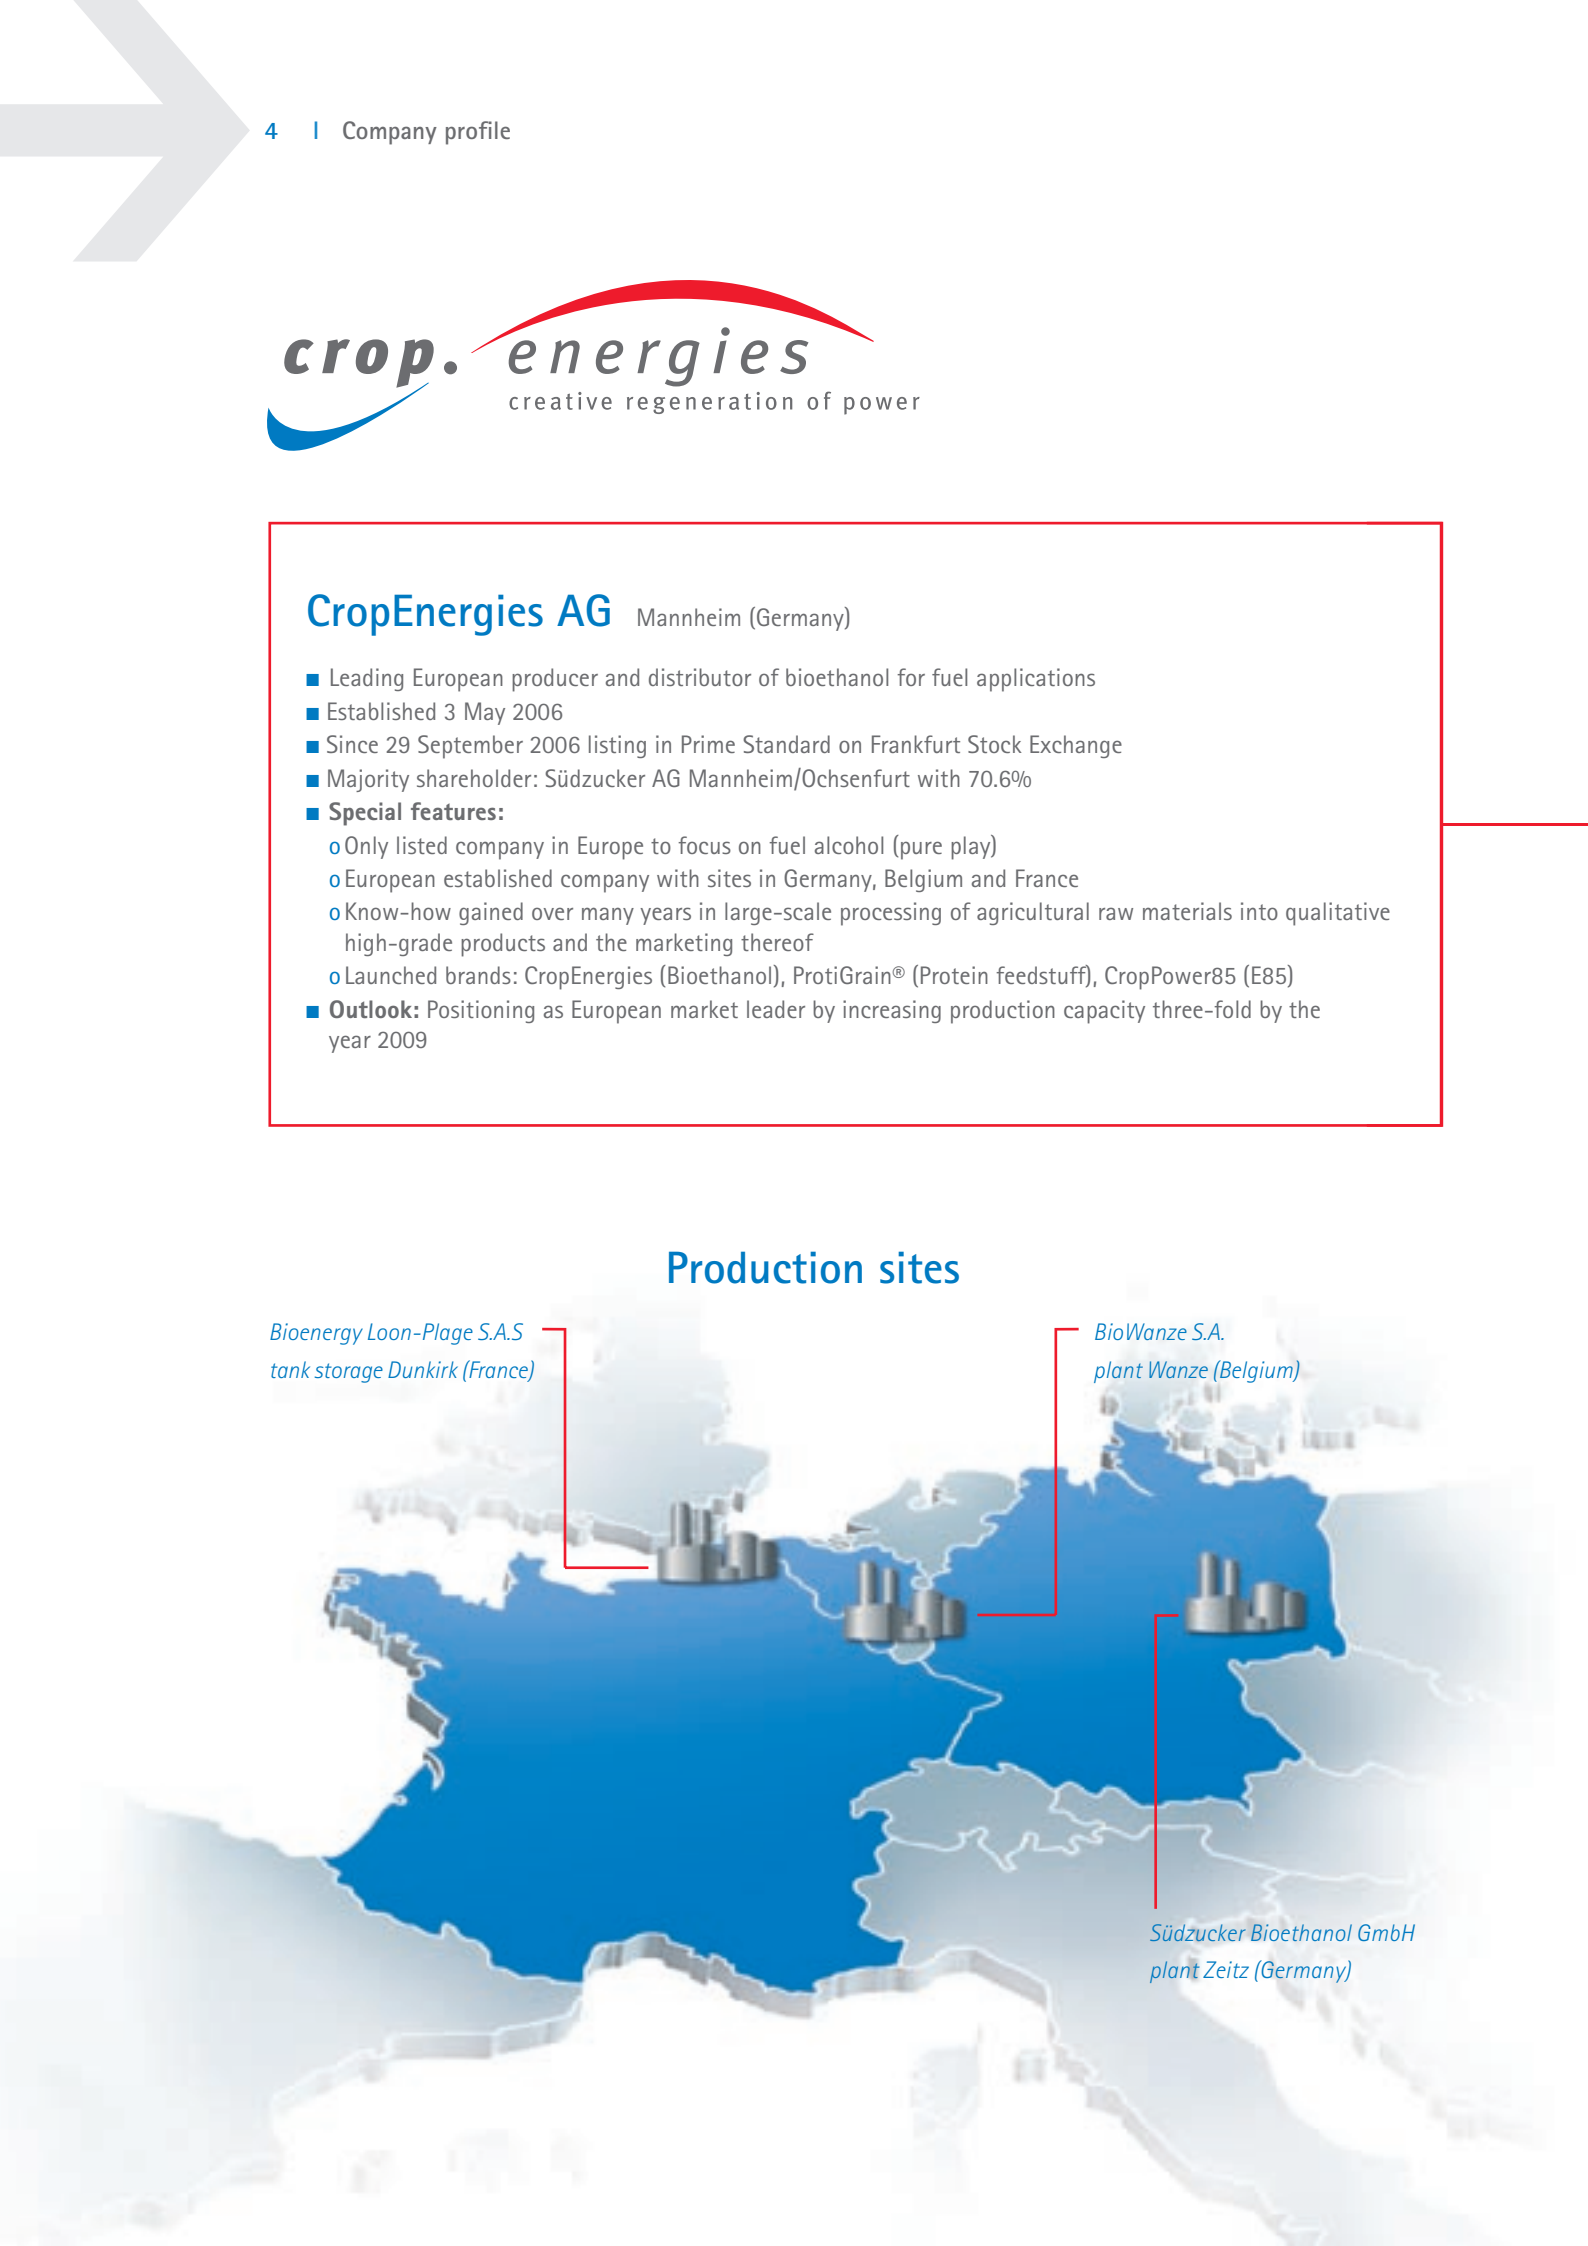 4 | Company profile
crop. energies
creative regeneration of power
CropEnergies AG Mannheim (Germany)
■ Leading European producer and distributor of bioethanol for fuel applications
■ Established 3 May 2006
■ Since 29 September 2006 listing in Prime Standard on Frankfurt Stock Exchange
■ Majority shareholder: Südzucker AG Mannheim/Ochsenfurt with 70.6%
■ Special features:
o Only listed company in Europe to focus on fuel alcohol (pure play)
o European established company with sites in Germany, Belgium and France
o Know-how gained over many years in large-scale processing of agricultural raw materials into qualitative
high-grade products and the marketing thereof
o Launched brands: CropEnergies (Bioethanol), ProtiGrain® (Protein feedstuff), CropPower85 (E85)
■ Outlook: Positioning as European market leader by increasing production capacity three-fold by the
year 2009
Production sites
Bioenergy Loon-Plage S.A.S
tank storage Dunkirk (France)
BioWanze S.A.
plant Wanze (Belgium)
Südzucker Bioethanol GmbH
plant Zeitz (Germany)